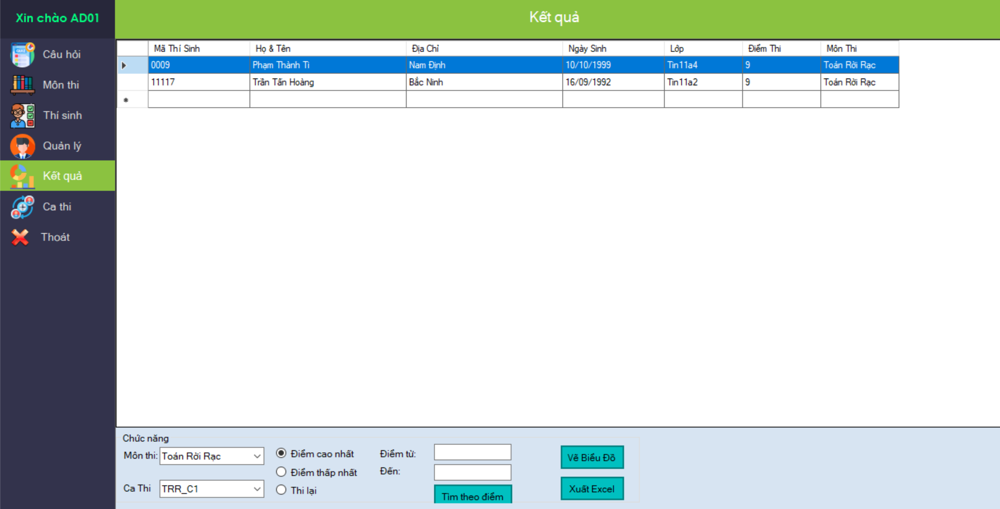 Xin chào AD01
Kết quả
Câu hỏi
Môn thi
Thí sinh
Quản lý
Kết quả
Ca thi
Thoát
Mã Thí Sinh Họ & Tên Địa Chỉ Ngày Sinh Lớp Điểm Thi Môn Thi
0009 Phạm Thành Tì Nam Định 10/10/1999 Tin11a4 9 Toán Rời Rạc
11117 Trần Tấn Hoàng Bắc Ninh 16/09/1992 Tin11a2 9 Toán Rời Rạc
Chức năng
Môn thi: Toán Rời Rạc
Ca Thi TRR_C1
Điểm cao nhất
Điểm thấp nhất
Thi lại
Điểm từ:
Đến:
Tìm theo điểm
Vẽ Biểu Đồ
Xuất Excel